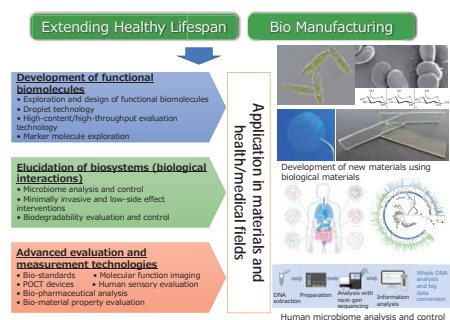 Extending Healthy Lifespan
Bio Manufacturing
Development of functional
biomolecules
• Exploration and design of functional biomolecules
• Droplet technology
• High-content/high-throughput evaluation
technology
• Marker molecule exploration
Elucidation of biosystems (biological
interactions)
• Microbiome analysis and control
• Minimally invasive and low-side effect
interventions
• Biodegradability evaluation and control
Advanced evaluation and
measurement technologies
• Bio-standards • Molecular function imaging
• POCT devices • Human sensory evaluation
• Bio-pharmaceutical analysis
• Bio-material property evaluation
Application in materials and
health/medical fields
Development of new materials using
biological materials
DNA
extraction
Preparation
Analysis with
next-gen
sequencing
Information
analysis
Whole DNA
analysis
and big
data
conversion
Human microbiome analysis and control